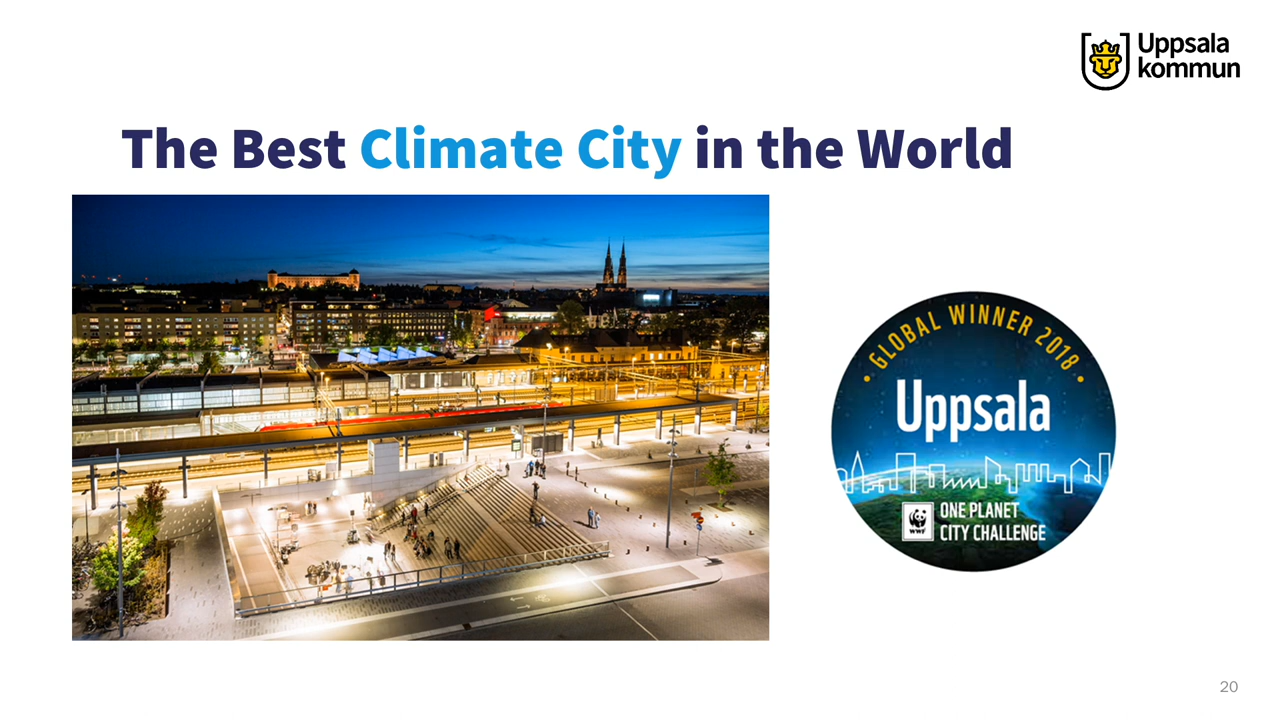 Uppsala
kommun
The Best Climate City in the World
• GLOBAL WINNER 2018 •
Uppsala
WWF
ONE PLANET
CITY CHALLENGE
20